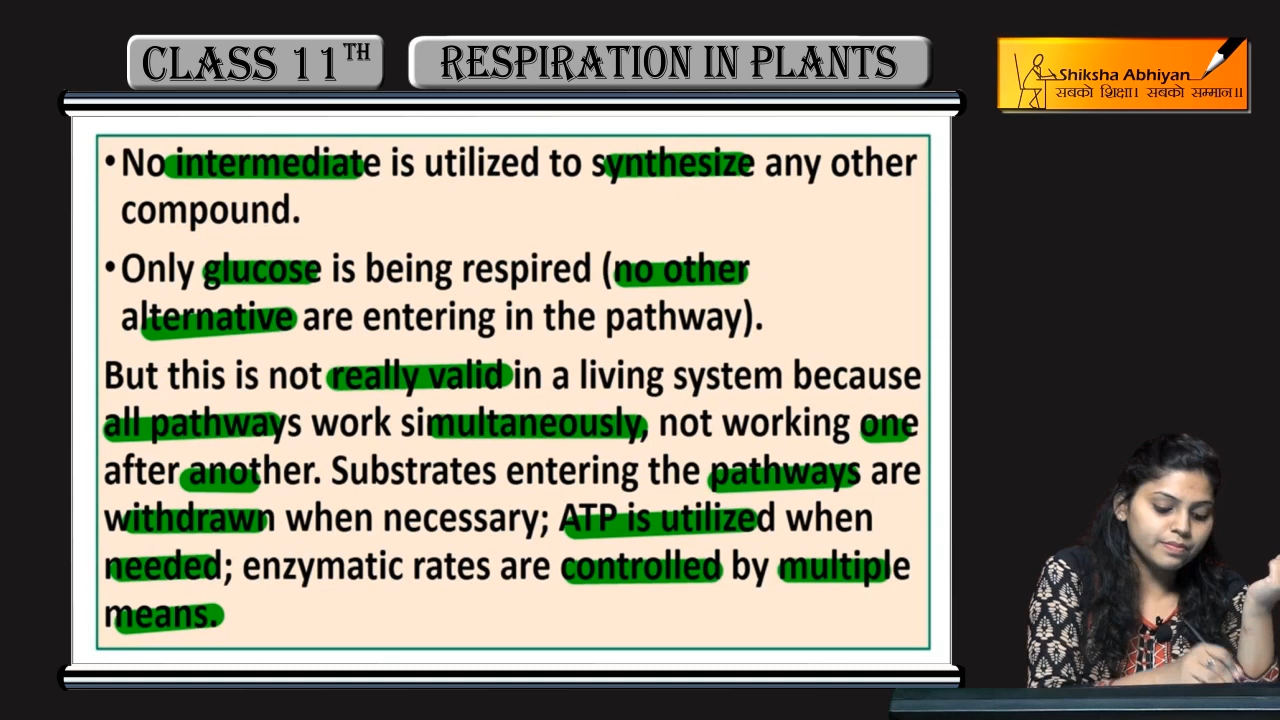 CLASS 11TH
RESPIRATION IN PLANTS
Shiksha Abhiyan
सबको शिक्षा। सबको सम्मान॥
• No intermediate is utilized to synthesize any other
compound.
• Only glucose is being respired (no other
alternative are entering in the pathway).
But this is not really valid in a living system because
all pathways work simultaneously, not working one
after another. Substrates entering the pathways are
withdrawn when necessary; ATP is utilized when
needed; enzymatic rates are controlled by multiple
means.